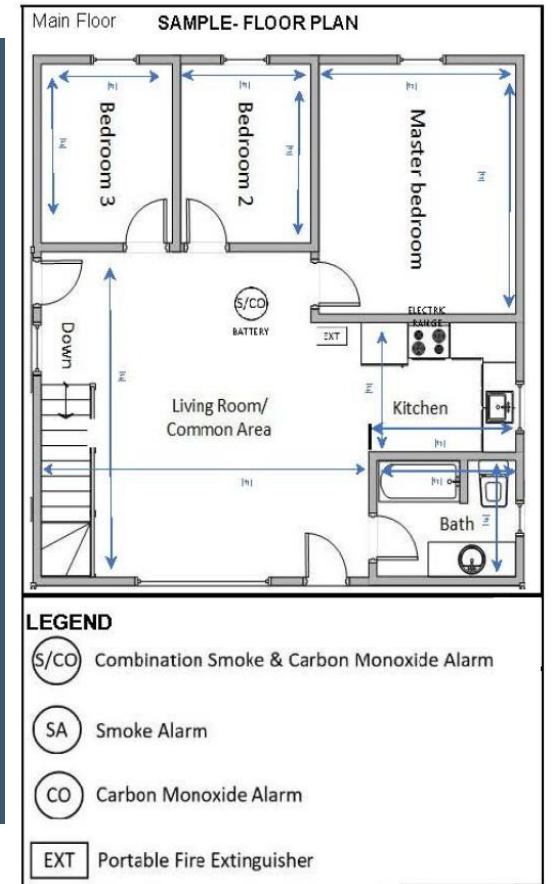 Main Floor
SAMPLE- FLOOR PLAN
Bedroom 3
Bedroom 2
Master bedroom
S/CO
BATTERY
ELECTRIC
RANGE
EXT
Down
Living Room/
Common Area
Kitchen
Bath
LEGEND
S/CO Combination Smoke & Carbon Monoxide Alarm
SA Smoke Alarm
CO Carbon Monoxide Alarm
EXT Portable Fire Extinguisher